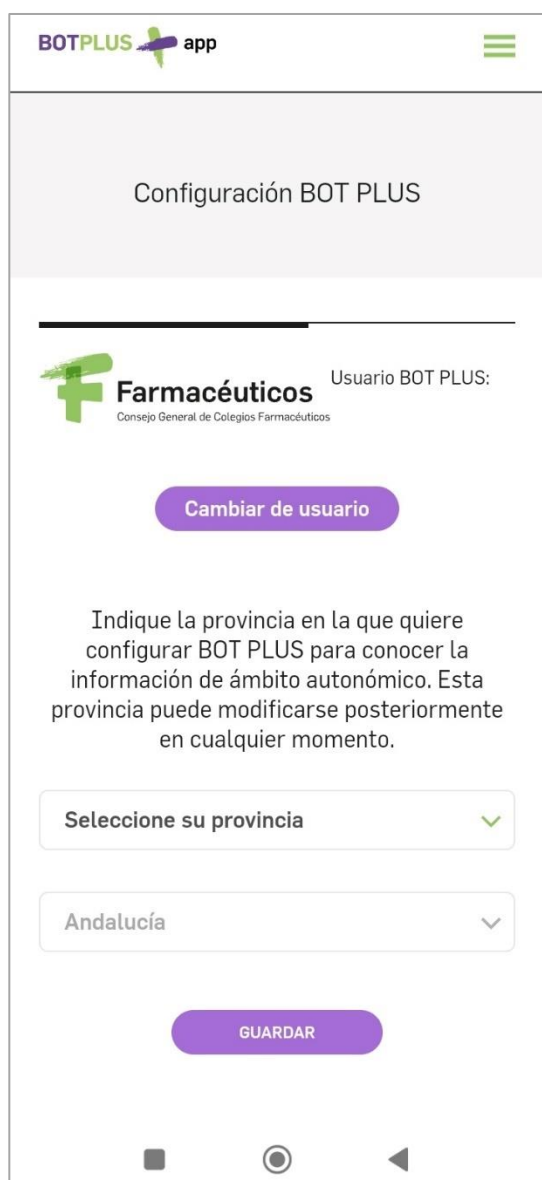 BOTPLUS app
Configuración BOT PLUS
Farmacéuticos
Consejo General de Colegios Farmacéuticos
Usuario BOT PLUS:
Cambiar de usuario
Indique la provincia en la que quiere
configurar BOT PLUS para conocer la
información de ámbito autonómico. Esta
provincia puede modificarse posteriormente
en cualquier momento.
Seleccione su provincia
Andalucía
GUARDAR